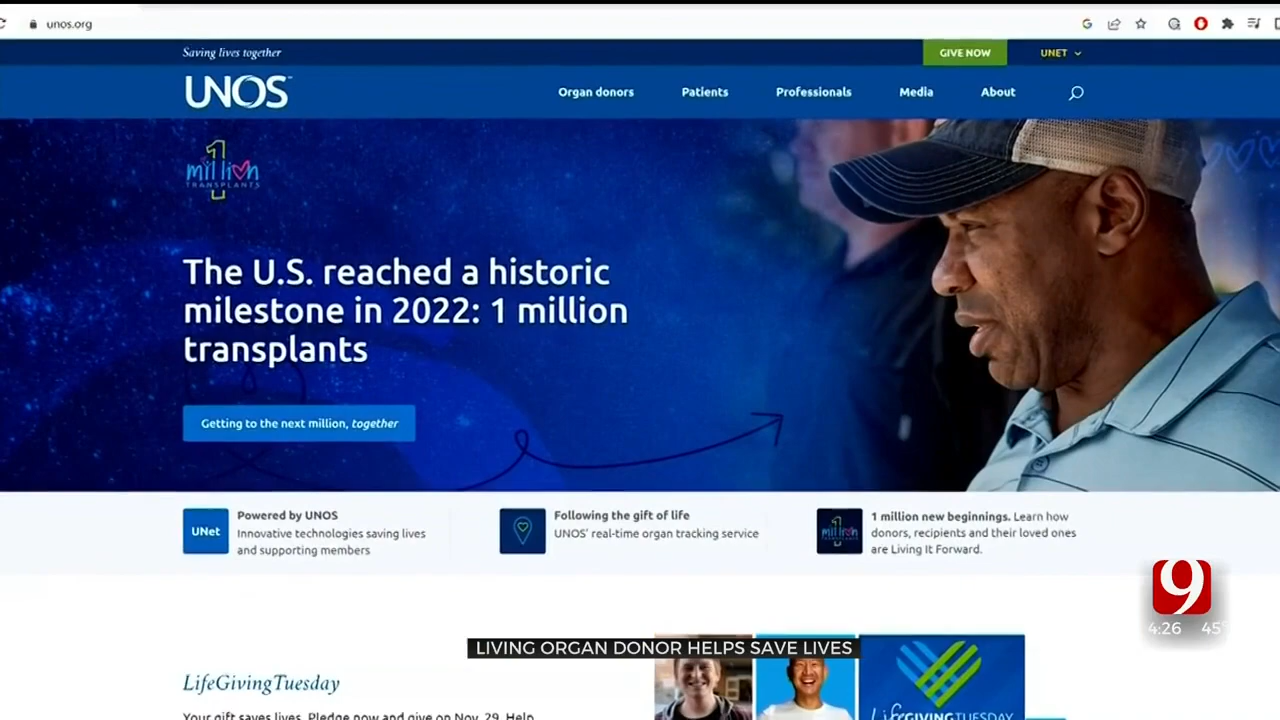 unos.org
Saving lives together
GIVE NOW
UNET
UNOS
Organ donors
Patients
Professionals
Media
About
1
million
TRANSPLANTS
The U.S. reached a historic
milestone in 2022: 1 million
transplants
Getting to the next million, together
UNet
Powered by UNOS
Innovative technologies saving lives
and supporting members
Following the gift of life
UNOS' real-time organ tracking service
1
million
1 million new beginnings. Learn how
donors, recipients and their loved ones
are Living It Forward.
9
4:26 45°
LIVING ORGAN DONOR HELPS SAVE LIVES
LifeGivingTuesday
Your gift saves lives. Pledge now and give on Nov. 29. Help
LifeGIVINGTUESDAY